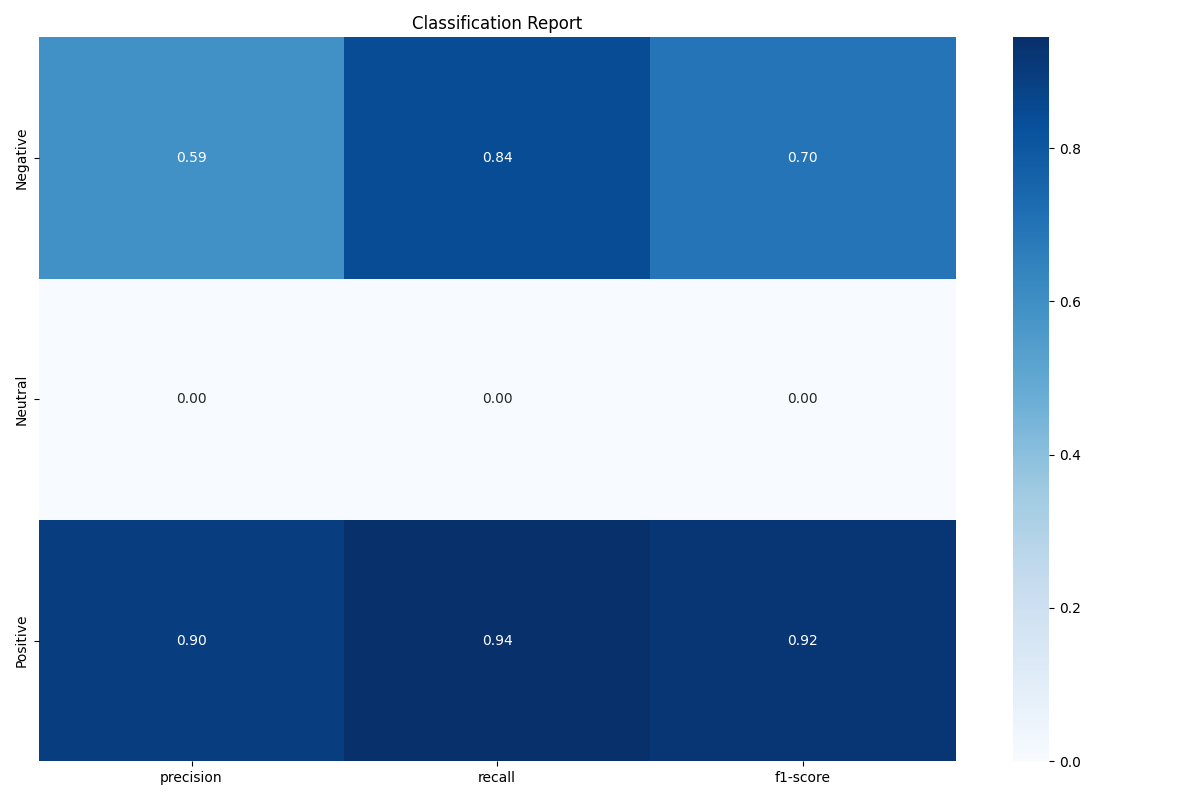 Classification Report
Negative 0.59 0.84 0.70
Neutral 0.00 0.00 0.00
Positive 0.90 0.94 0.92
precision recall f1-score
0.8
0.6
0.4
0.2
0.0